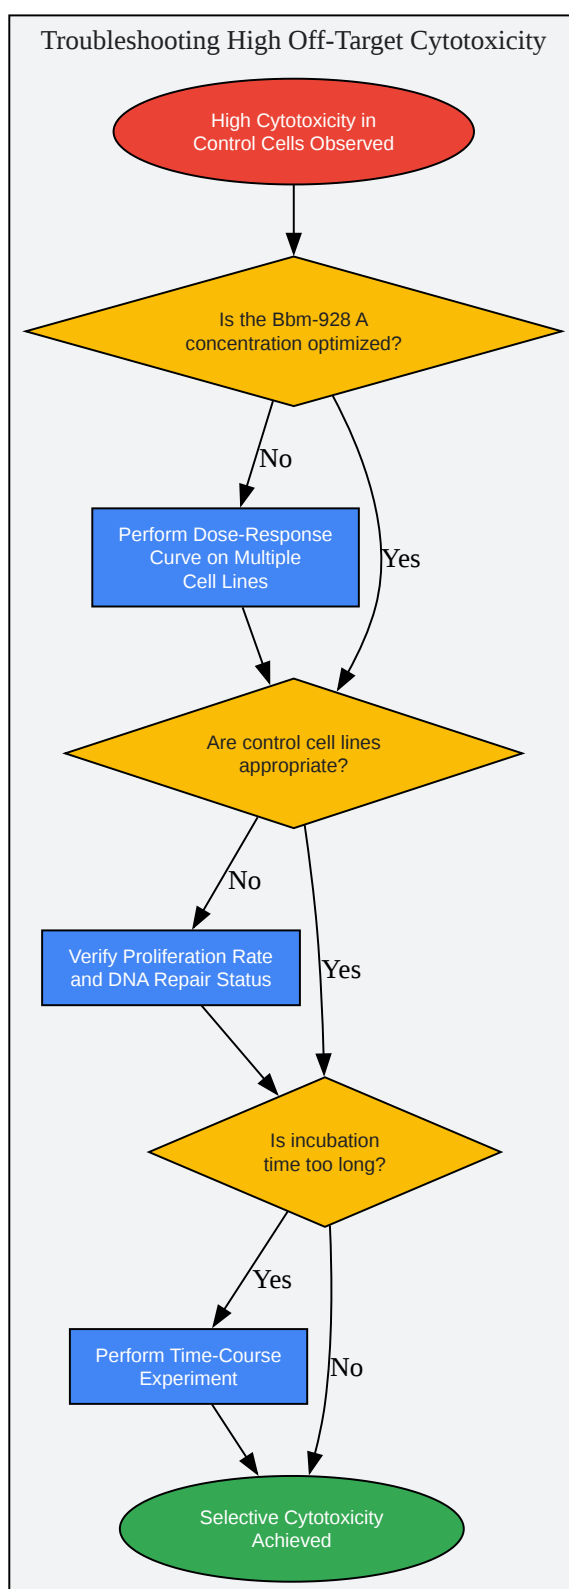 Troubleshooting High Off-Target Cytotoxicity
High Cytotoxicity in
Control Cells Observed
Is the Bbm-928 A
concentration optimized?
No
Perform Dose-Response
Curve on Multiple
Cell Lines
Yes
Are control cell lines
appropriate?
No
Verify Proliferation Rate
and DNA Repair Status
Yes
Is incubation
time too long?
Yes
Perform Time-Course
Experiment
No
Selective Cytotoxicity
Achieved